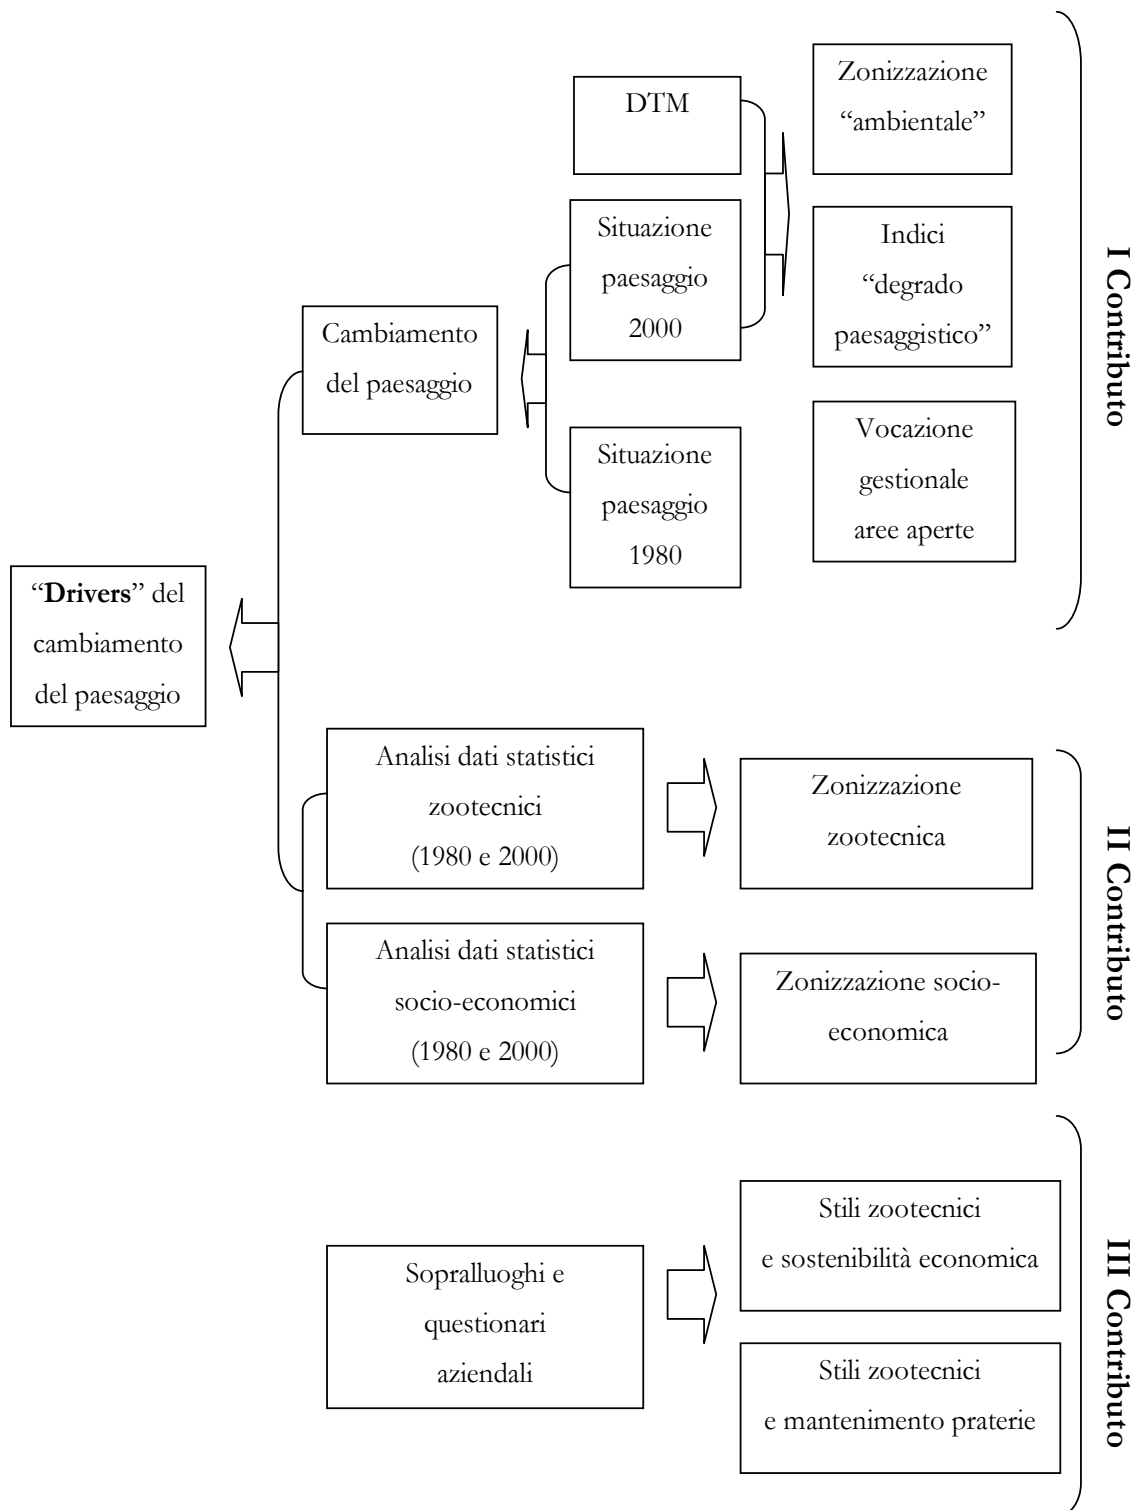 DTM
Zonizzazione
“ambientale”
Situazione
paesaggio
2000
Indici
“degrado
paesaggistico”
Cambiamento
del paesaggio
Situazione
paesaggio
1980
Vocazione
gestionale
aree aperte
I Contributo
“Drivers” del
cambiamento
del paesaggio
Analisi dati statistici
zootecnici
(1980 e 2000)
Zonizzazione
zootecnica
Analisi dati statistici
socio-economici
(1980 e 2000)
Zonizzazione socio-
economica
II Contributo
Sopralluoghi e
questionari
aziendali
Stili zootecnici
e sostenibilità economica
Stili zootecnici
e mantenimento praterie
III Contributo